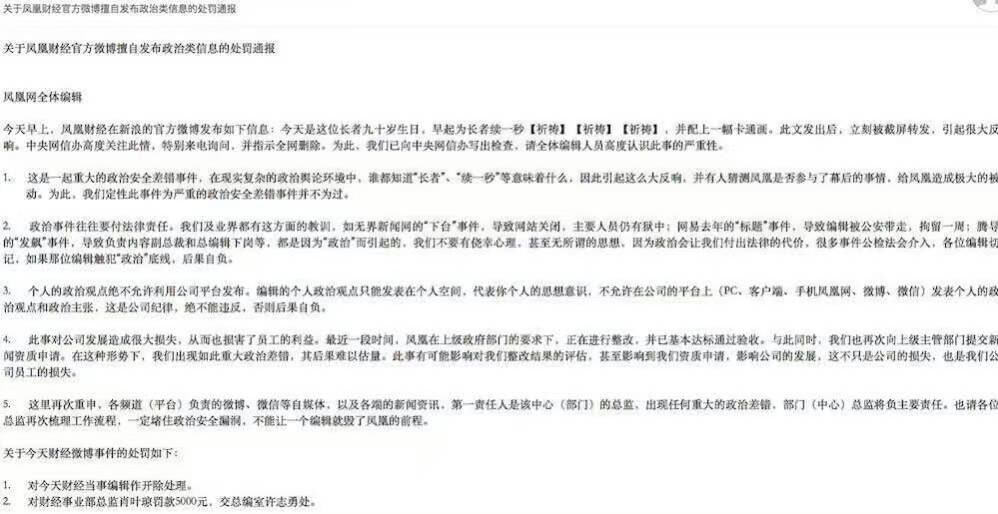 关于凤凰财经官方微博擅自发布政治类信息的处罚通报
关于凤凰财经官方微博擅自发布政治类信息的处罚通报
凤凰网全体编辑
今天早上，凤凰财经在新浪的官方微博发布如下信息：今天是这位长者九十岁生日，早起为长者续一秒【祈祷】【祈祷】【祈祷】，并配上一幅卡通画。此文发出后，立刻被截屏转发，引起很大反
响。中央网信办高度关注此情，特别来电询问，并指示全网删除。为此，我们已向中央网信办写出检查，请全体编辑人员高度认识此事的严重性。
1. 这是一起重大的政治安全差错事件，在现实复杂的政治舆论环境中，谁都知道“长者”、“续一秒”等意味着什么，因此引起这么大反响，并有人猜测凤凰是否参与了幕后的事情，给凤凰造成极大的被
动。为此，我们定性此事件为严重的政治安全差错事件并不为过。
2. 政治事件往往要付法律责任。我们及业界都有这方面的教训，如无界新闻网的“下台”事件，导致网站关闭，主要人员仍有狱中；网易去年的“标题”事件，导致编辑被公安带走，拘留一周；腾导
的“发飙”事件，导致负责内容副总裁和总编辑下岗等，都是因为“政治”而引起的，我们不要有侥幸心理，甚至无所谓的思想，因为政治会让我们付出法律的代价，很多事件公检法会介入，各位编辑切
记，如果那位编辑触犯“政治”底线，后果自负。
3. 个人的政治观点绝不允许利用公司平台发布。编辑的个人政治观点只能发表在个人空间，代表你个人的思想意识，不允许在公司的平台上（PC、客户端、手机凤凰网、微博、微信）发表个人的政
治观点和政治主张，这是公司纪律，绝不能违反，否则后果自负。
4. 此事对公司发展造成很大损失，从而也损害了员工的利益。最近一段时间，凤凰在上级政府部门的要求下，正在进行整改，并已基本达标通过验收。与此同时，我们也再次向上级主管部门提交新
闻资质申请。在这种形势下，我们出现如此重大政治差错，其后果难以估量。此事有可能影响对我们整改结果的评估，甚至影响到我们资质申请，影响公司的发展，这不只是公司的损失，也是我们公
司员工的损失。
5. 这里再次重申，各频道（平台）负责的微博、微信等自媒体，以及各端的新闻资讯，第一责任人是该中心（部门）的总监，出现任何重大的政治差错，部门（中心）总监将负主要责任。也请各位
总监再次梳理工作流程，一定堵住政治安全漏洞，不能让一个编辑就毁了凤凰的前程。
关于今天财经微博事件的处罚如下：
1. 对今天财经当事编辑作开除处理。
2. 对财经事业部总监肖叶琼罚款5000元，交总编室许志勇处。